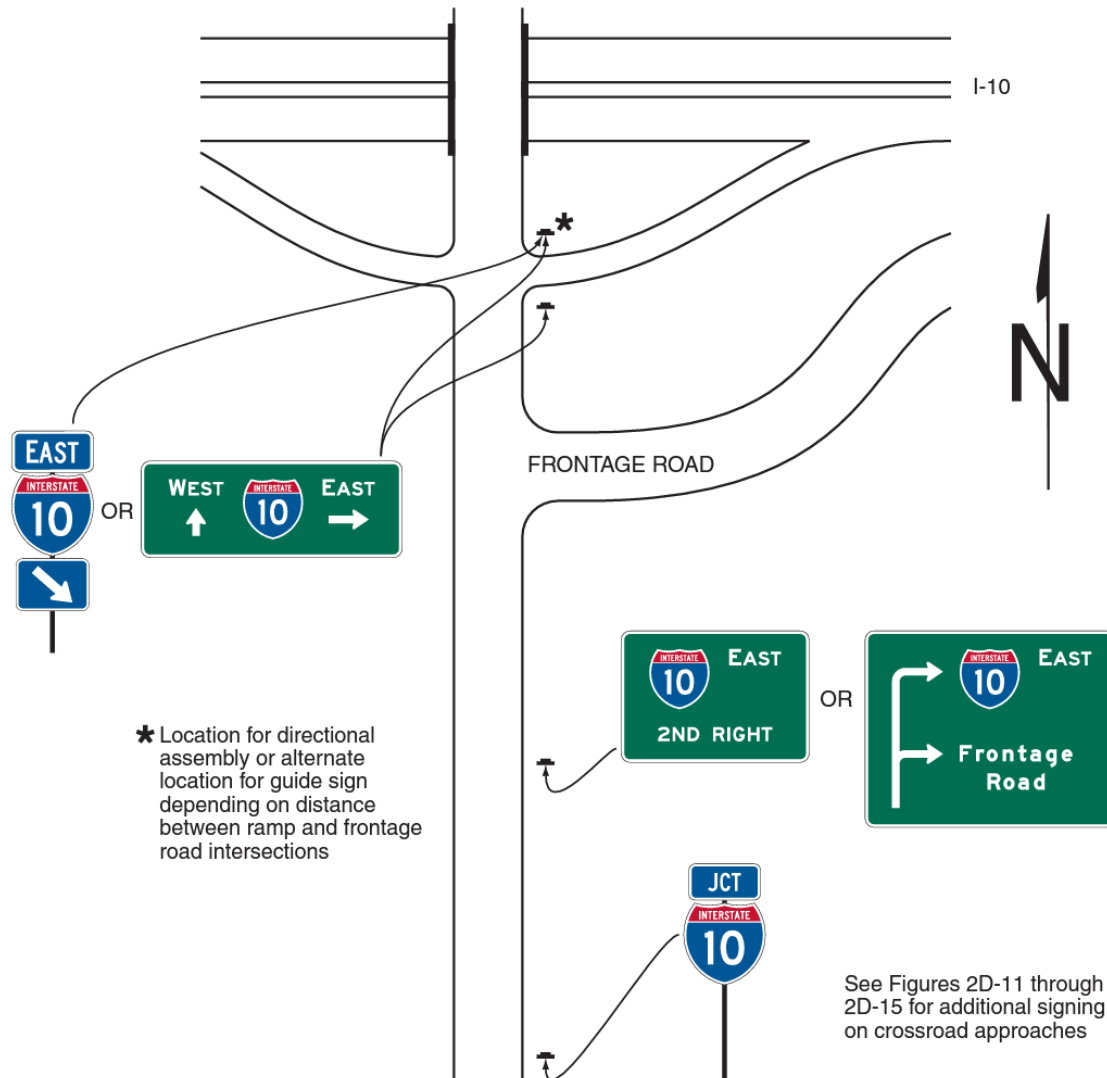 I-10
N
FRONTAGE ROAD
EAST
INTERSTATE
10
OR
WEST
INTERSTATE
10
EAST
INTERSTATE
10
EAST
2ND RIGHT
OR
INTERSTATE
10
EAST
Frontage
Road
* Location for directional
assembly or alternate
location for guide sign
depending on distance
between ramp and frontage
road intersections
JCT
INTERSTATE
10
See Figures 2D-11 through
2D-15 for additional signing
on crossroad approaches